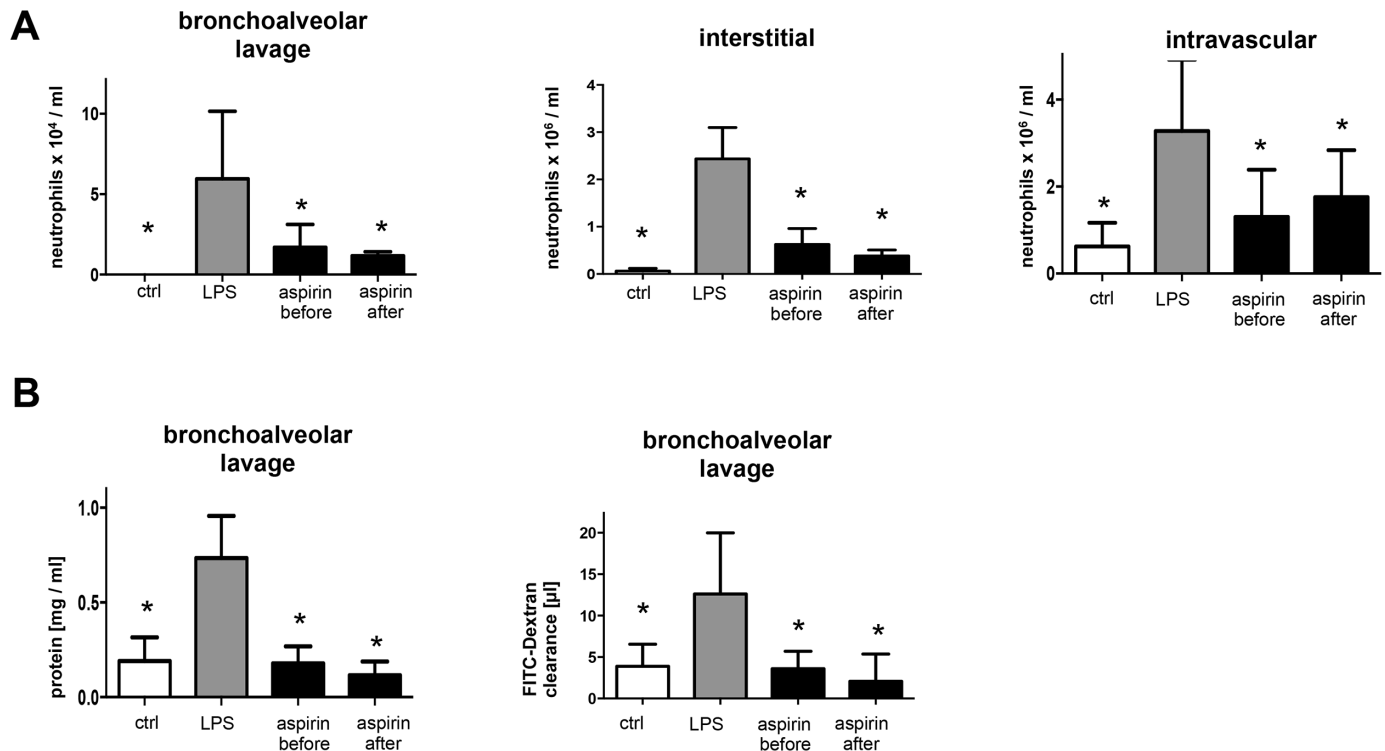 A
bronchoalveolar
lavage
neutrophils x 10⁴ / ml
10
5
0
*
*
*
ctrl
LPS
aspirin
before
aspirin
after
interstitial
neutrophils x 10⁶ / ml
4
3
2
1
0
*
*
*
ctrl
LPS
aspirin
before
aspirin
after
intravascular
neutrophils x 10⁶ / ml
4
2
0
*
*
*
ctrl
LPS
aspirin
before
aspirin
after
B
bronchoalveolar
lavage
protein [mg / ml]
1.0
0.5
0.0
*
*
*
ctrl
LPS
aspirin
before
aspirin
after
bronchoalveolar
lavage
FITC-Dextran
clearance [µl]
20
15
10
5
0
*
*
*
ctrl
LPS
aspirin
before
aspirin
after